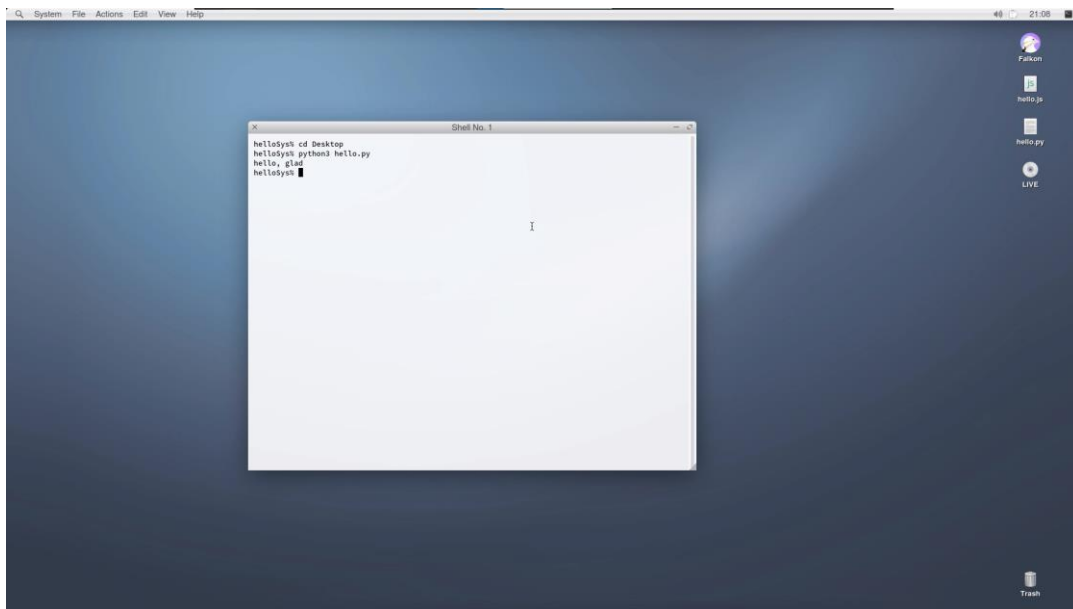 System File Actions Edit View Help
21:08
Falkon
JS
hello.js
hello.py
LIVE
Shell No. 1
helloSys% cd Desktop
helloSys% python3 hello.py
hello, glad
helloSys%
Trash